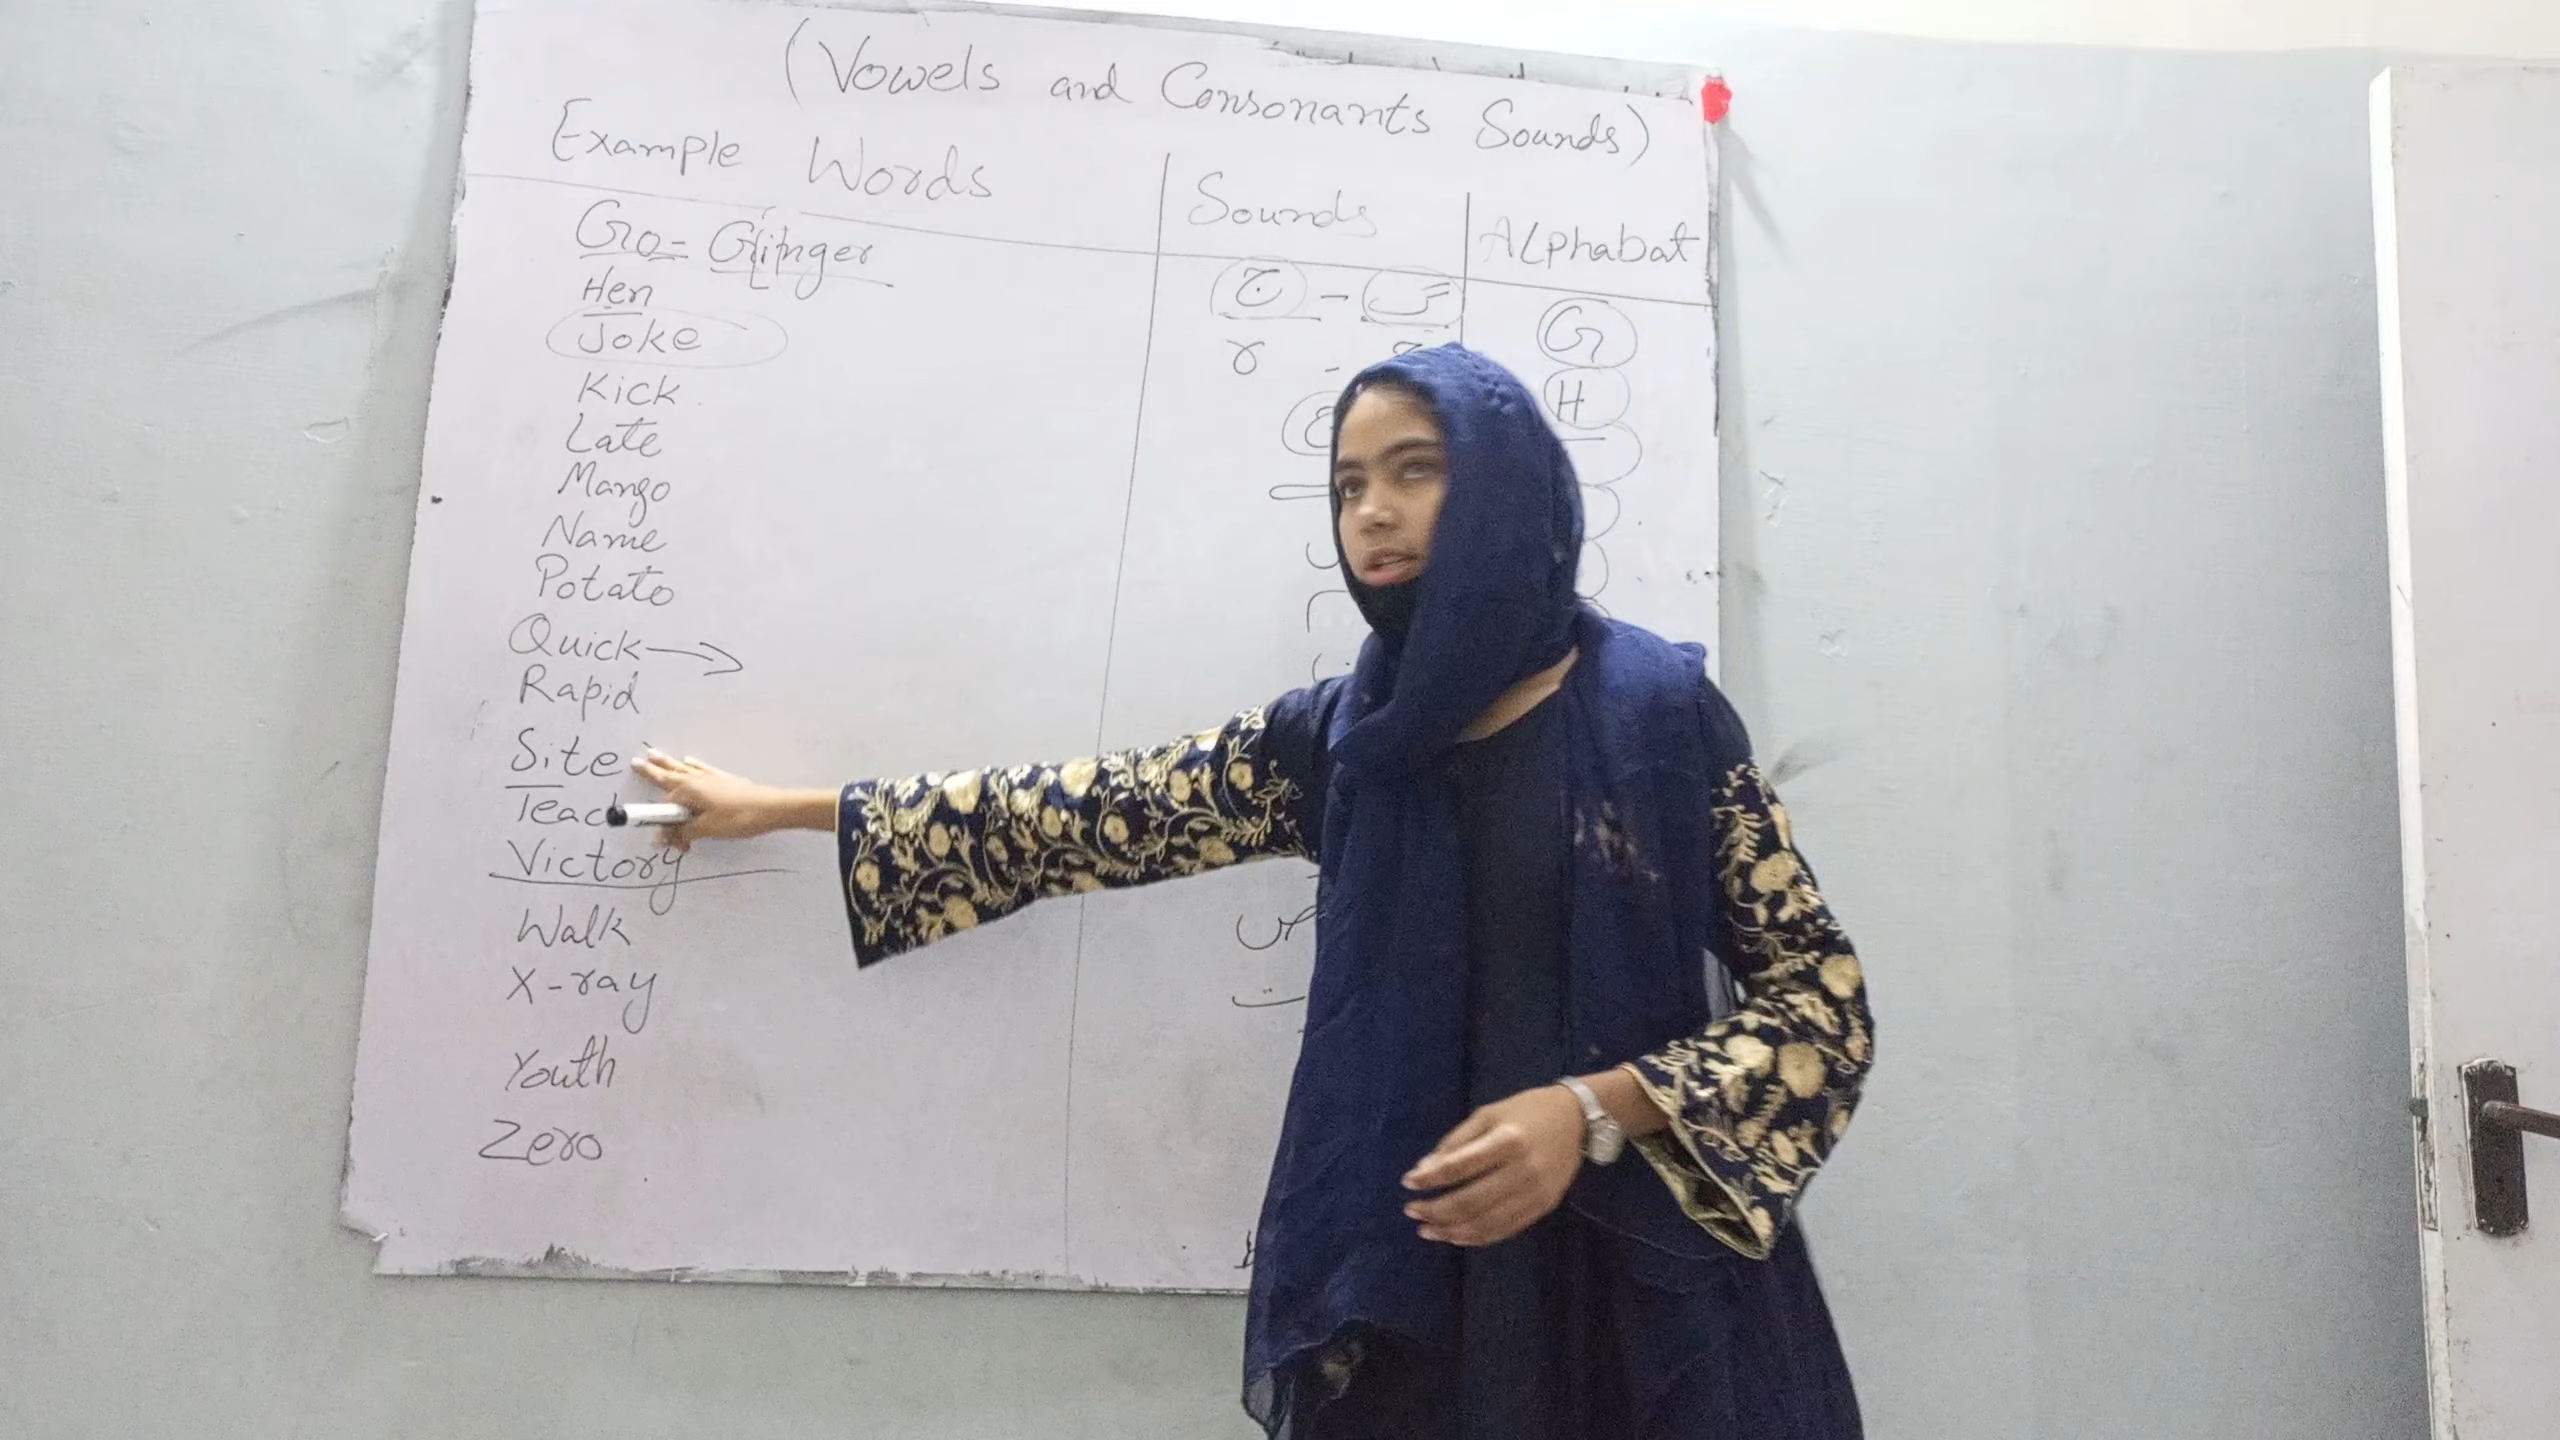 (Vowels and Consonants Sounds)
Example Words Sounds ALphabat
Go= Ginger ج - گ G
Hen H
Joke
Kick
Late
Mango
Name
Potato
Quick →
Rapid
Site
Victory
Walk
X-ray
Youth
Zero